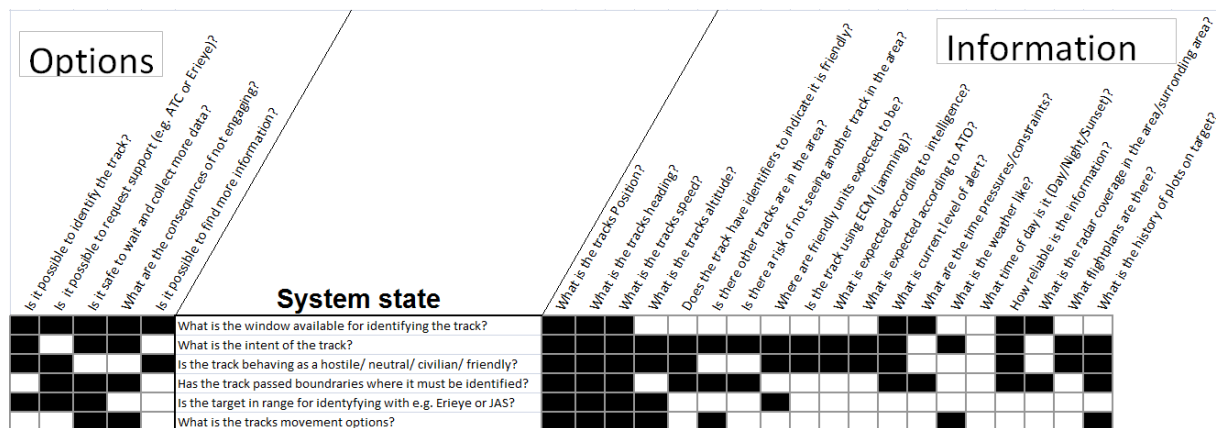 Options
Information
Is it possible to identify the track?
Is it possible to request support (e.g. ATC or Erieye)?
Is it safe to wait and collect more data?
What are the consequences of not engaging?
Is it possible to find more information?
System state
What is the tracks Position?
What is the tracks heading?
What is the tracks speed?
What is the tracks altitude?
Does the track have identifiers to indicate it is friendly?
Is there other tracks are in the area?
Is there a risk of not seeing another track in the area?
Where are friendly units expected to be?
Is the track using ECM (jamming)?
What is expected according to intelligence?
What is expected according to ATO?
What is current level of alert?
What are the time pressures/constraints?
What is the weather like?
What time of day is it (Day/Night/Sunset)?
How reliable is the information?
What is the radar coverage in the area/surronding area?
What flightplans are there?
What is the history of plots on target?
What is the window available for identifying the track?
What is the intent of the track?
Is the track behaving as a hostile/ neutral/ civilian/ friendly?
Has the track passed boundraries where it must be identified?
Is the target in range for identyfying with e.g. Erieye or JAS?
What is the tracks movement options?